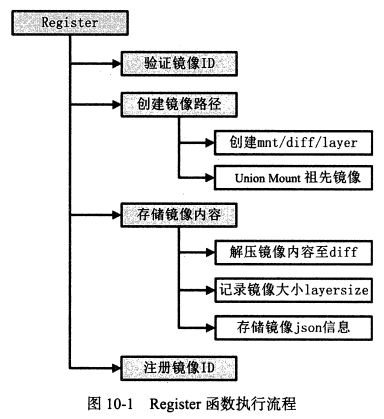 Register
验证镜像ID
创建镜像路径
创建mnt/diff/layer
Union Mount 祖先镜像
存储镜像内容
解压镜像内容至diff
记录镜像大小layersize
存储镜像json信息
注册镜像ID
图 10-1 Register 函数执行流程